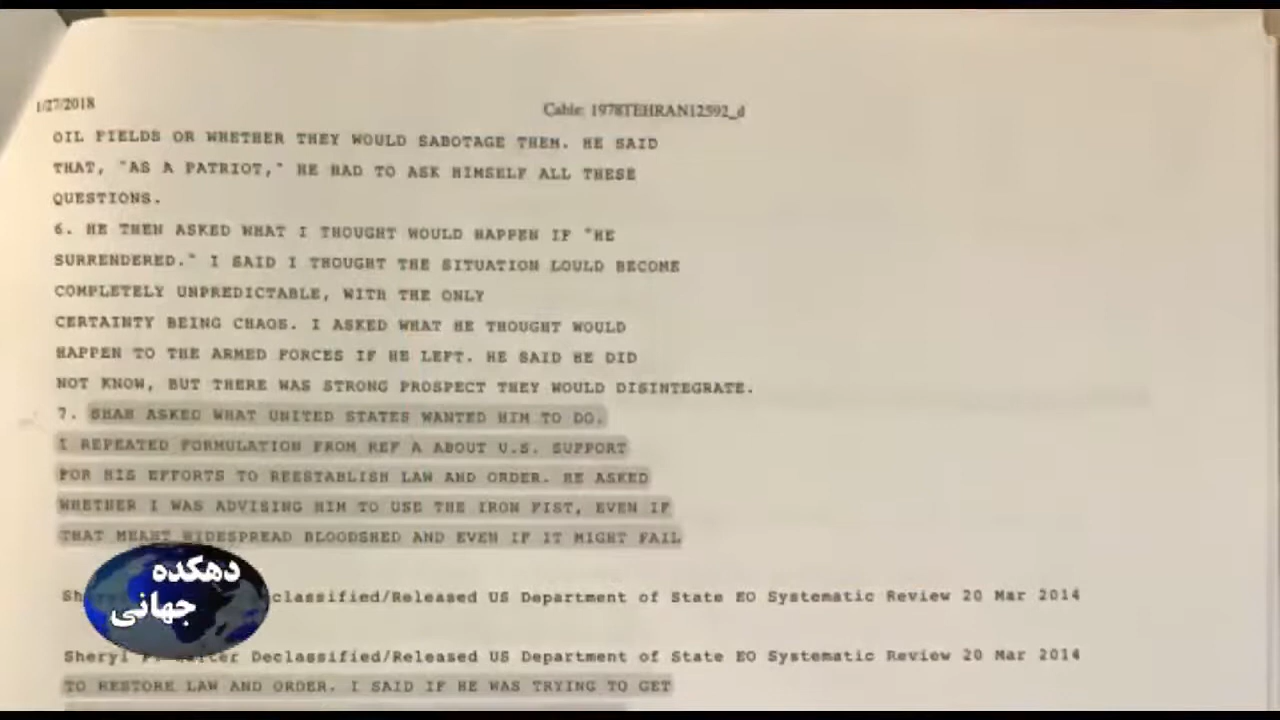 1/27/2018
Cable: 1978TEHRAN12592_d
OIL FIELDS OR WHETHER THEY WOULD SABOTAGE THEM. HE SAID
THAT, "AS A PATRIOT," HE HAD TO ASK HIMSELF ALL THESE
QUESTIONS.
6. HE THEN ASKED WHAT I THOUGHT WOULD HAPPEN IF "HE
SURRENDERED." I SAID I THOUGHT THE SITUATION LOULD BECOME
COMPLETELY UNPREDICTABLE, WITH THE ONLY
CERTAINTY BEING CHAOS. I ASKED WHAT HE THOUGHT WOULD
HAPPEN TO THE ARMED FORCES IF HE LEFT. HE SAID HE DID
NOT KNOW, BUT THERE WAS STRONG PROSPECT THEY WOULD DISINTEGRATE.
7. SHAH ASKED WHAT UNITED STATES WANTED HIM TO DO.
I REPEATED FORMULATION FROM REF A ABOUT U.S. SUPPORT
FOR HIS EFFORTS TO REESTABLISH LAW AND ORDER. HE ASKED
WHETHER I WAS ADVISING HIM TO USE THE IRON FIST, EVEN IF
THAT MEANT WIDESPREAD BLOODSHED AND EVEN IF IT MIGHT FAIL
دهکده
جهانی
classified/Released US Department of State EO Systematic Review 20 Mar 2014
Sheryl Declassified/Released US Department of State EO Systematic Review 20 Mar 2014
TO RESTORE LAW AND ORDER. I SAID IF HE WAS TRYING TO GET